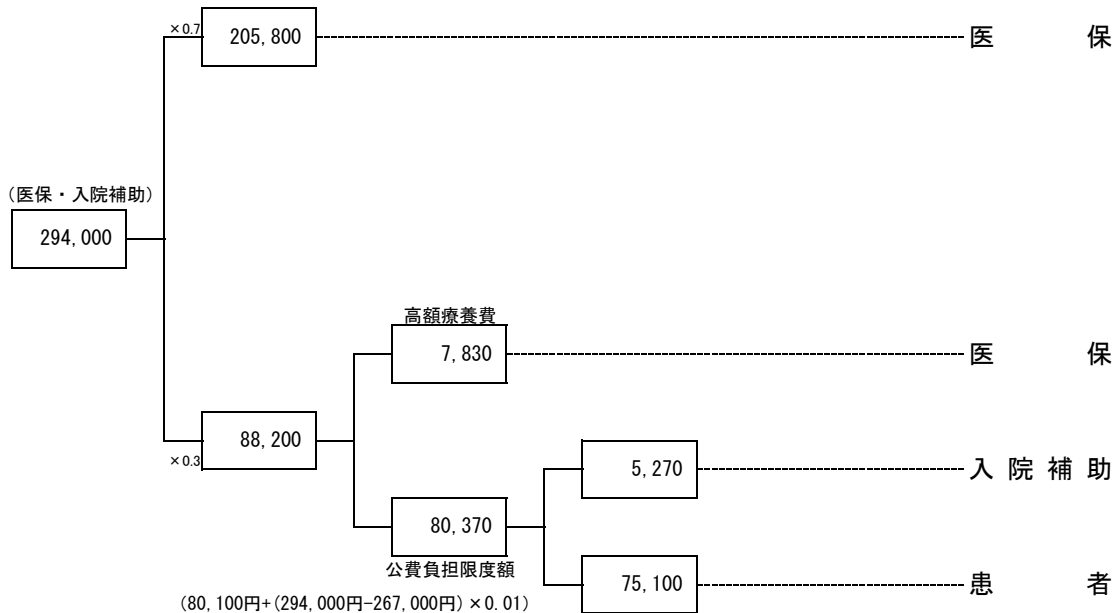 ×0.7
205,800
医保
(医保・入院補助)
294,000
高額療養費
7,830
医保
88,200
×0.3
5,270
入院補助
80,370
公費負担限度額
75,100
患者
(80,100円+(294,000円-267,000円)×0.01)